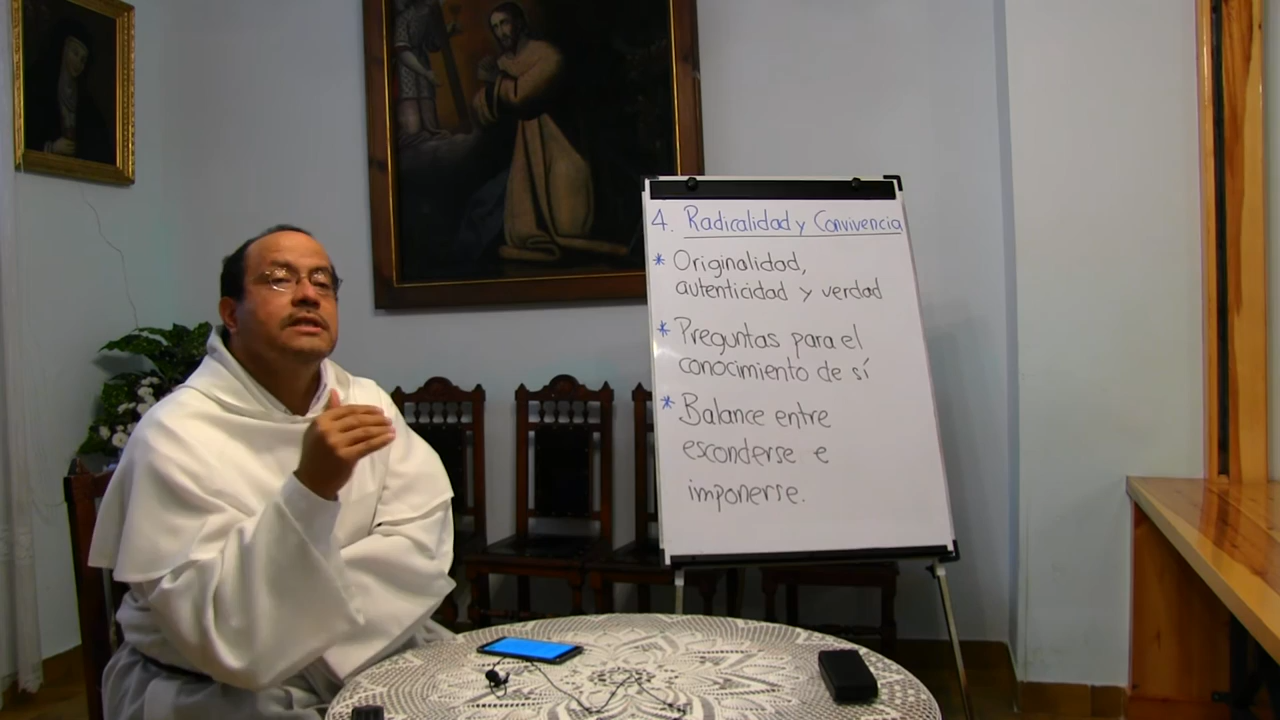 4. Radicalidad y Convivencia
* Originalidad,
autenticidad y verdad
* Preguntas para el
conocimiento de sí
* Balance entre
esconderse e
imponerse.